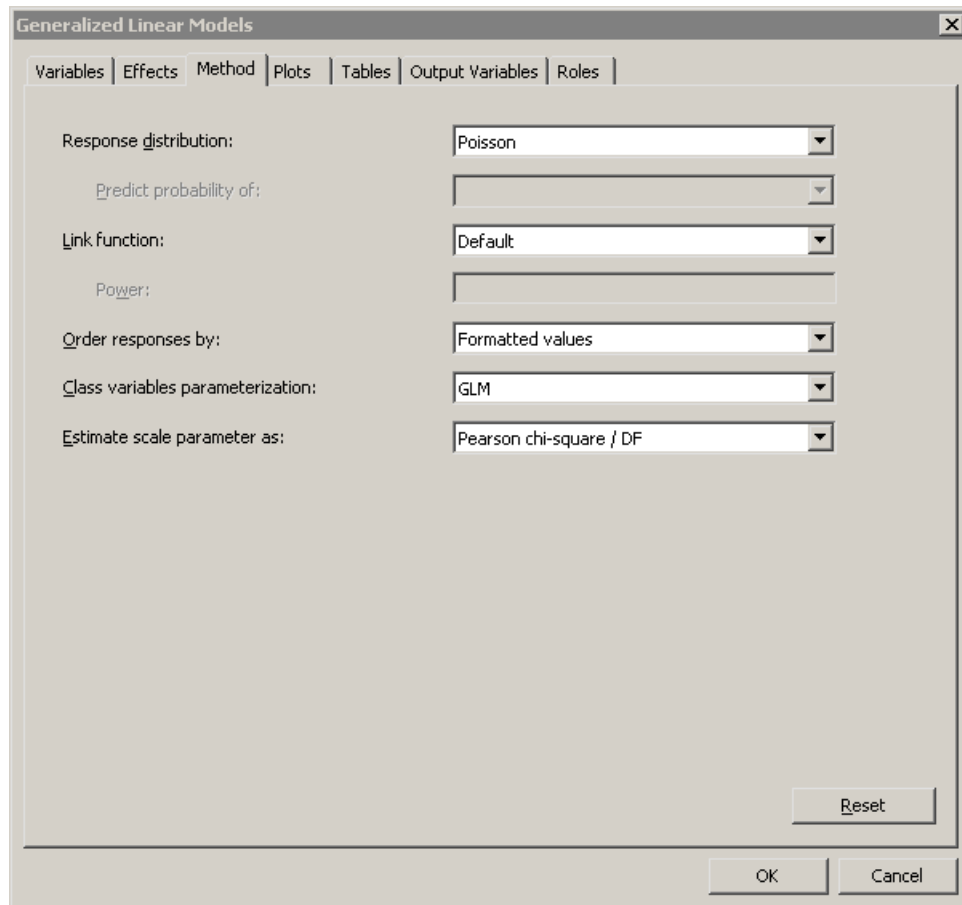 Generalized Linear Models
Variables Effects Method Plots Tables Output Variables Roles
Response distribution: Poisson
Predict probability of:
Link function: Default
Power:
Order responses by: Formatted values
Class variables parameterization: GLM
Estimate scale parameter as: Pearson chi-square / DF
Reset
OK Cancel